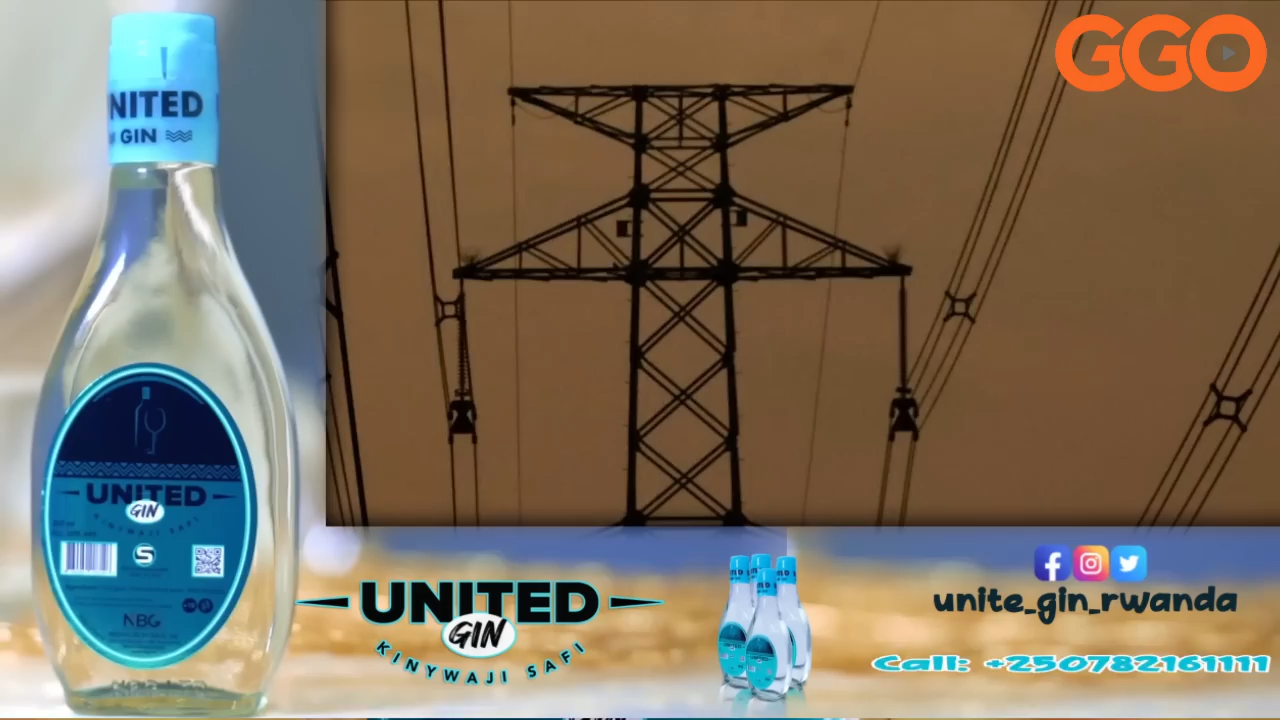 GGO
UNITED
GIN
UNITED
GIN
KINYWAJI SAFI
S
NBG
UNITED
GIN
KINYWAJI SAFI
unite_gin_rwanda
Call: +250782161111